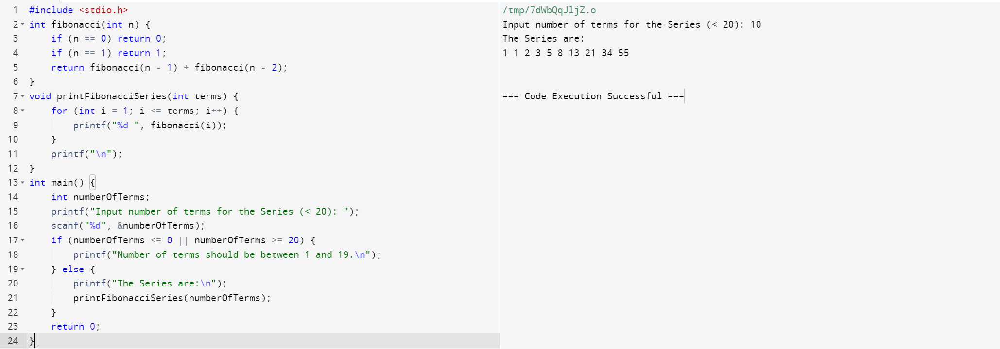 1 #include <stdio.h>
2 int fibonacci(int n) {
3     if (n == 0) return 0;
4     if (n == 1) return 1;
5     return fibonacci(n - 1) + fibonacci(n - 2);
6 }
7 void printFibonacciSeries(int terms) {
8     for (int i = 1; i <= terms; i++) {
9         printf("%d ", fibonacci(i));
10     }
11     printf("\n");
12 }
13 int main() {
14     int numberOfTerms;
15     printf("Input number of terms for the Series (< 20): ");
16     scanf("%d", &numberOfTerms);
17     if (numberOfTerms <= 0 || numberOfTerms >= 20) {
18         printf("Number of terms should be between 1 and 19.\n");
19     } else {
20         printf("The Series are:\n");
21         printFibonacciSeries(numberOfTerms);
22     }
23     return 0;
24 }
/tmp/7dWbQqJljZ.o
Input number of terms for the Series (< 20): 10
The Series are:
1 1 2 3 5 8 13 21 34 55
=== Code Execution Successful ===